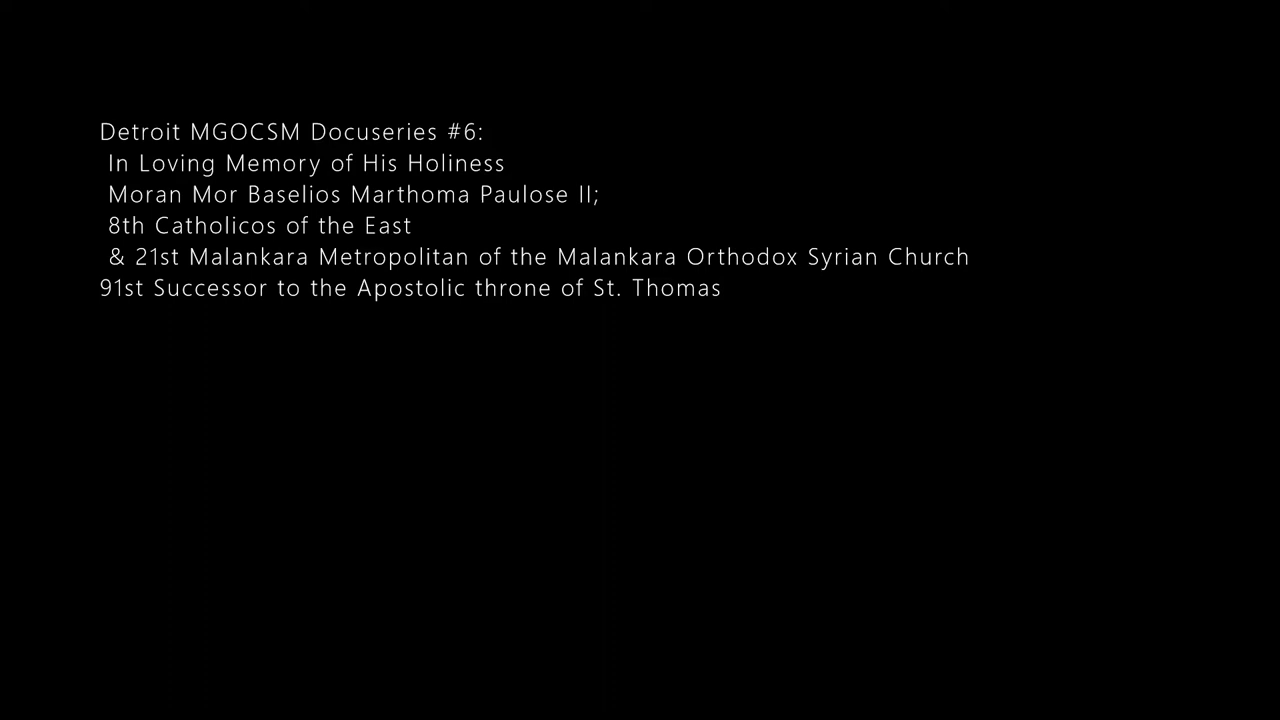 Detroit MGOCSM Docuseries #6:
In Loving Memory of His Holiness
Moran Mor Baselios Marthoma Paulose II;
8th Catholicos of the East
& 21st Malankara Metropolitan of the Malankara Orthodox Syrian Church
91st Successor to the Apostolic throne of St. Thomas